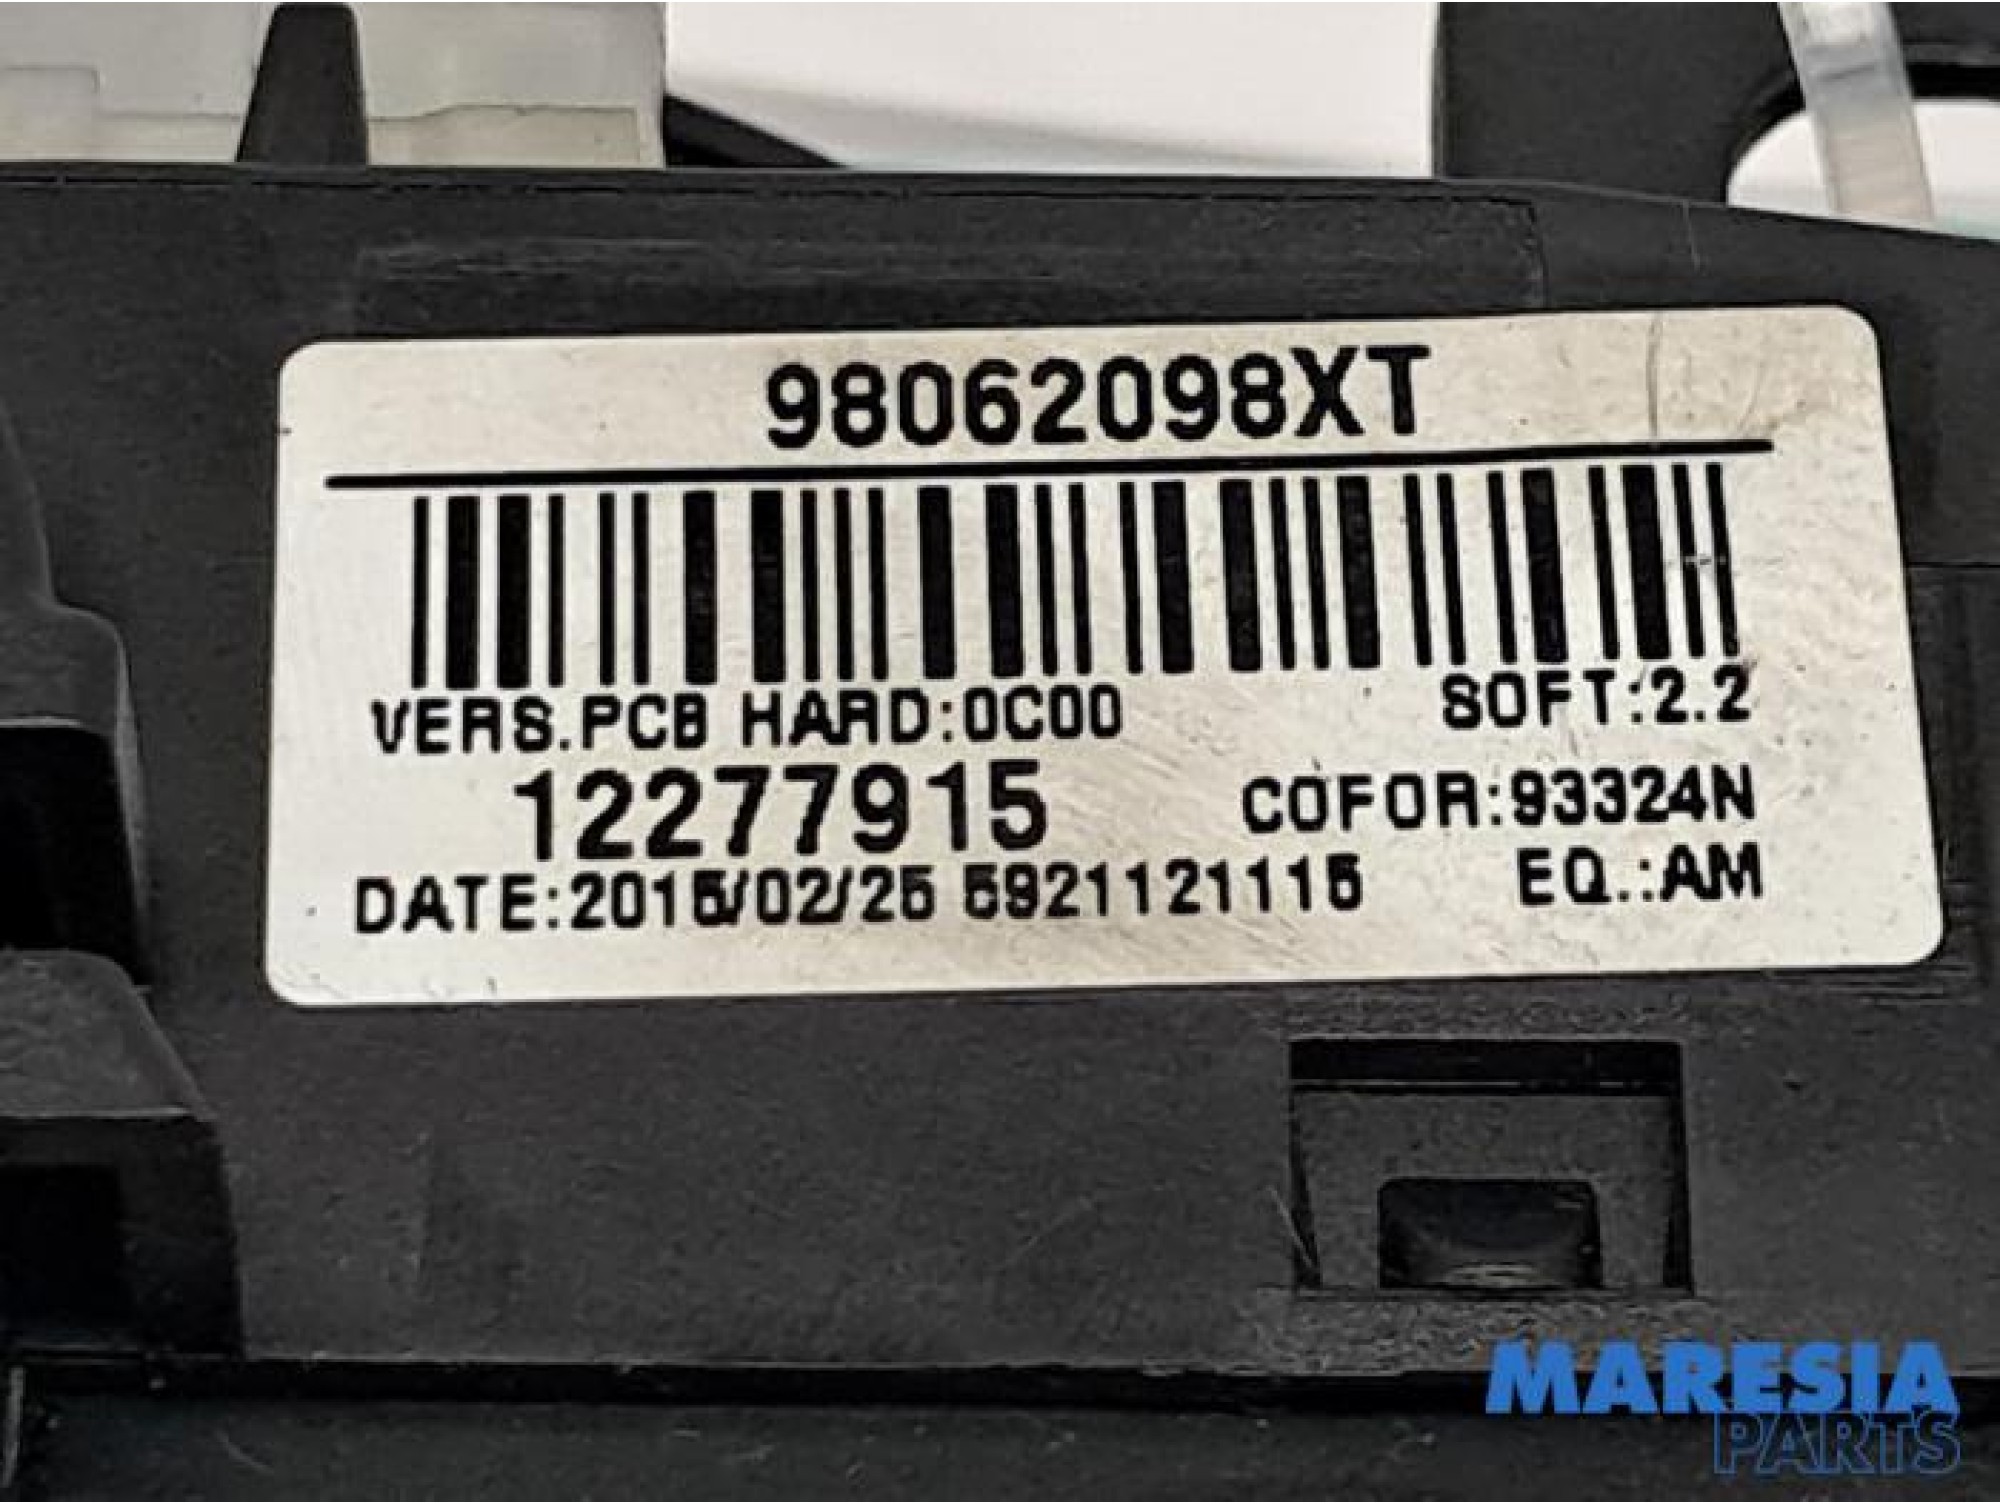 98062098XT
VERS.PCB HARD:0C00 SOFT:2.2
12277915 COFOR:93324N
DATE:2015/02/25 5921121115 EQ.:AM
MARESIA
PARTS